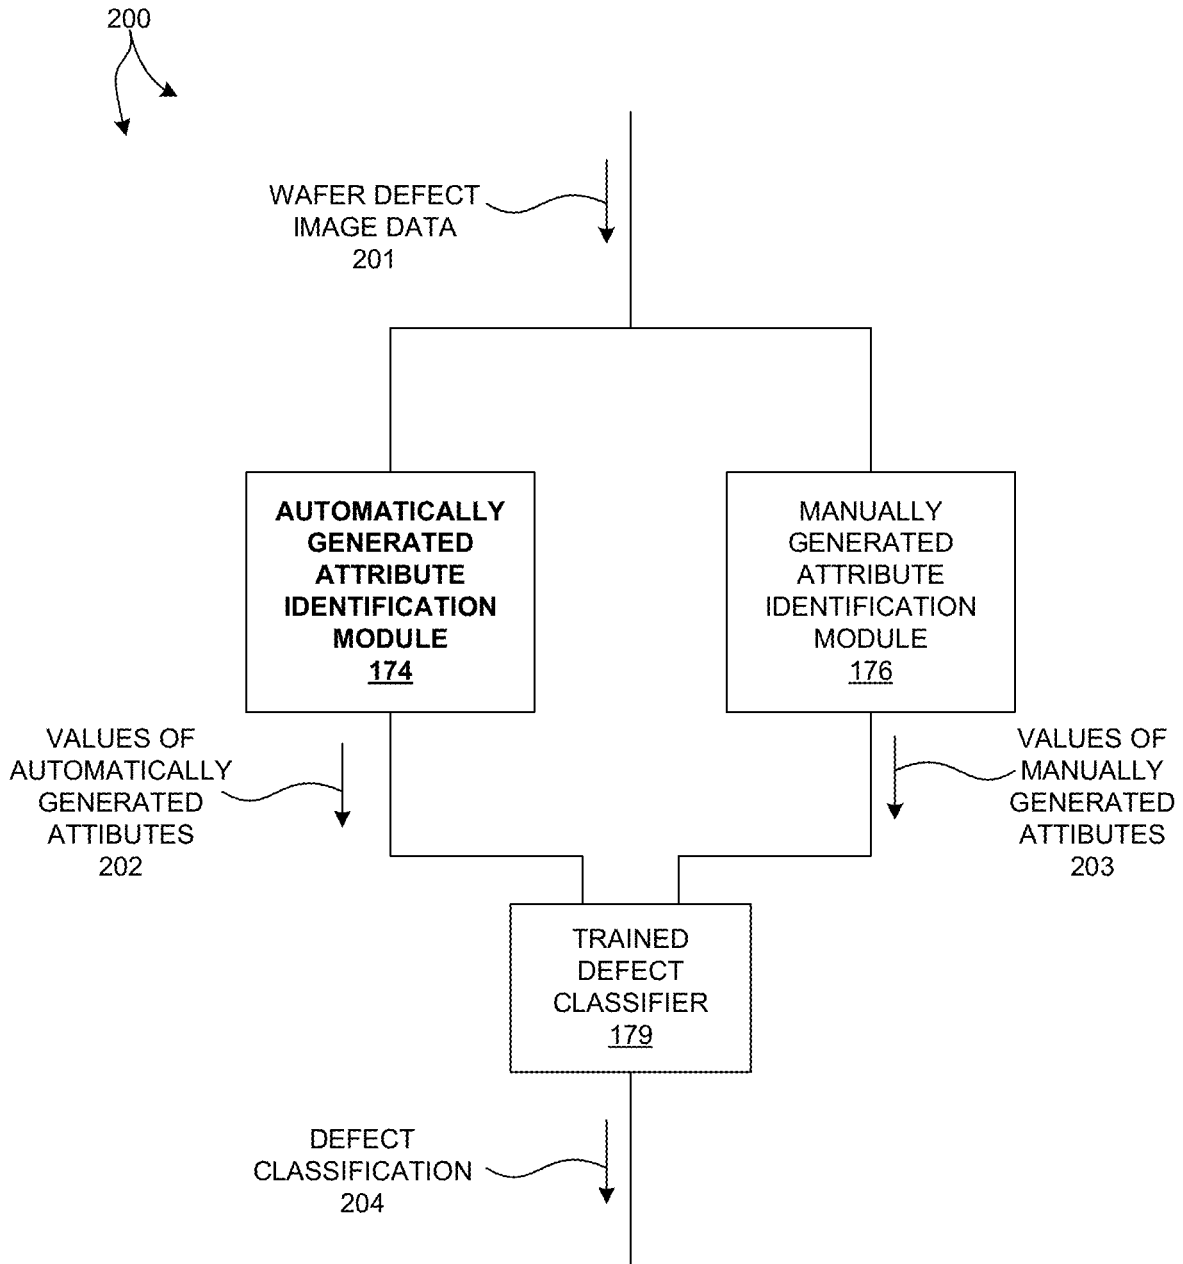 200
WAFER DEFECT
IMAGE DATA
201
AUTOMATICALLY
GENERATED
ATTRIBUTE
IDENTIFICATION
MODULE
174
MANUALLY
GENERATED
ATTRIBUTE
IDENTIFICATION
MODULE
176
VALUES OF
AUTOMATICALLY
GENERATED
ATTIBUTES
202
VALUES OF
MANUALLY
GENERATED
ATTIBUTES
203
TRAINED
DEFECT
CLASSIFIER
179
DEFECT
CLASSIFICATION
204